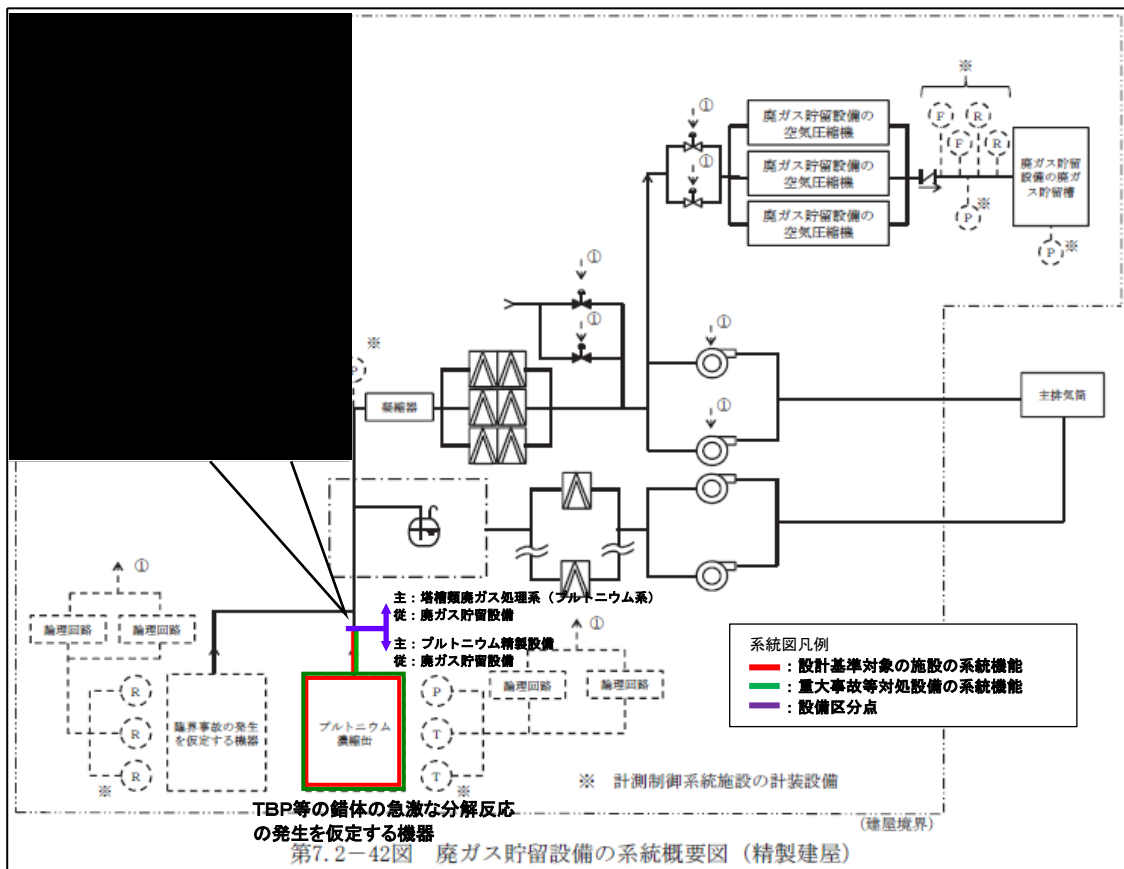 ※
①
廃ガス貯留設備の
空気圧縮機
P
R
F
R
①
廃ガス貯留設備の
空気圧縮機
廃ガス貯留
設備の廃ガ
ス貯留槽
P
※
廃ガス貯留設備の
空気圧縮機
P
※
①
①
※
P
凝縮器
①
①
主排気筒
①
主：塔槽類廃ガス処理系（プルトニウム系）
従：廃ガス貯留設備
主：プルトニウム精製設備
従：廃ガス貯留設備
①
論理回路
論理回路
①
論理回路
論理回路
系統図凡例
：設計基準対象の施設の系統機能
：重大事故等対処設備の系統機能
：設備区分点
R
R
R
※
臨界事故の発生
を仮定する機器
プルトニウム
濃縮缶
P
T
T
※
※ 計測制御系統施設の計装設備
TBP等の錯体の急激な分解反応
の発生を仮定する機器
(建屋境界)
第7.2－42図 廃ガス貯留設備の系統概要図（精製建屋）